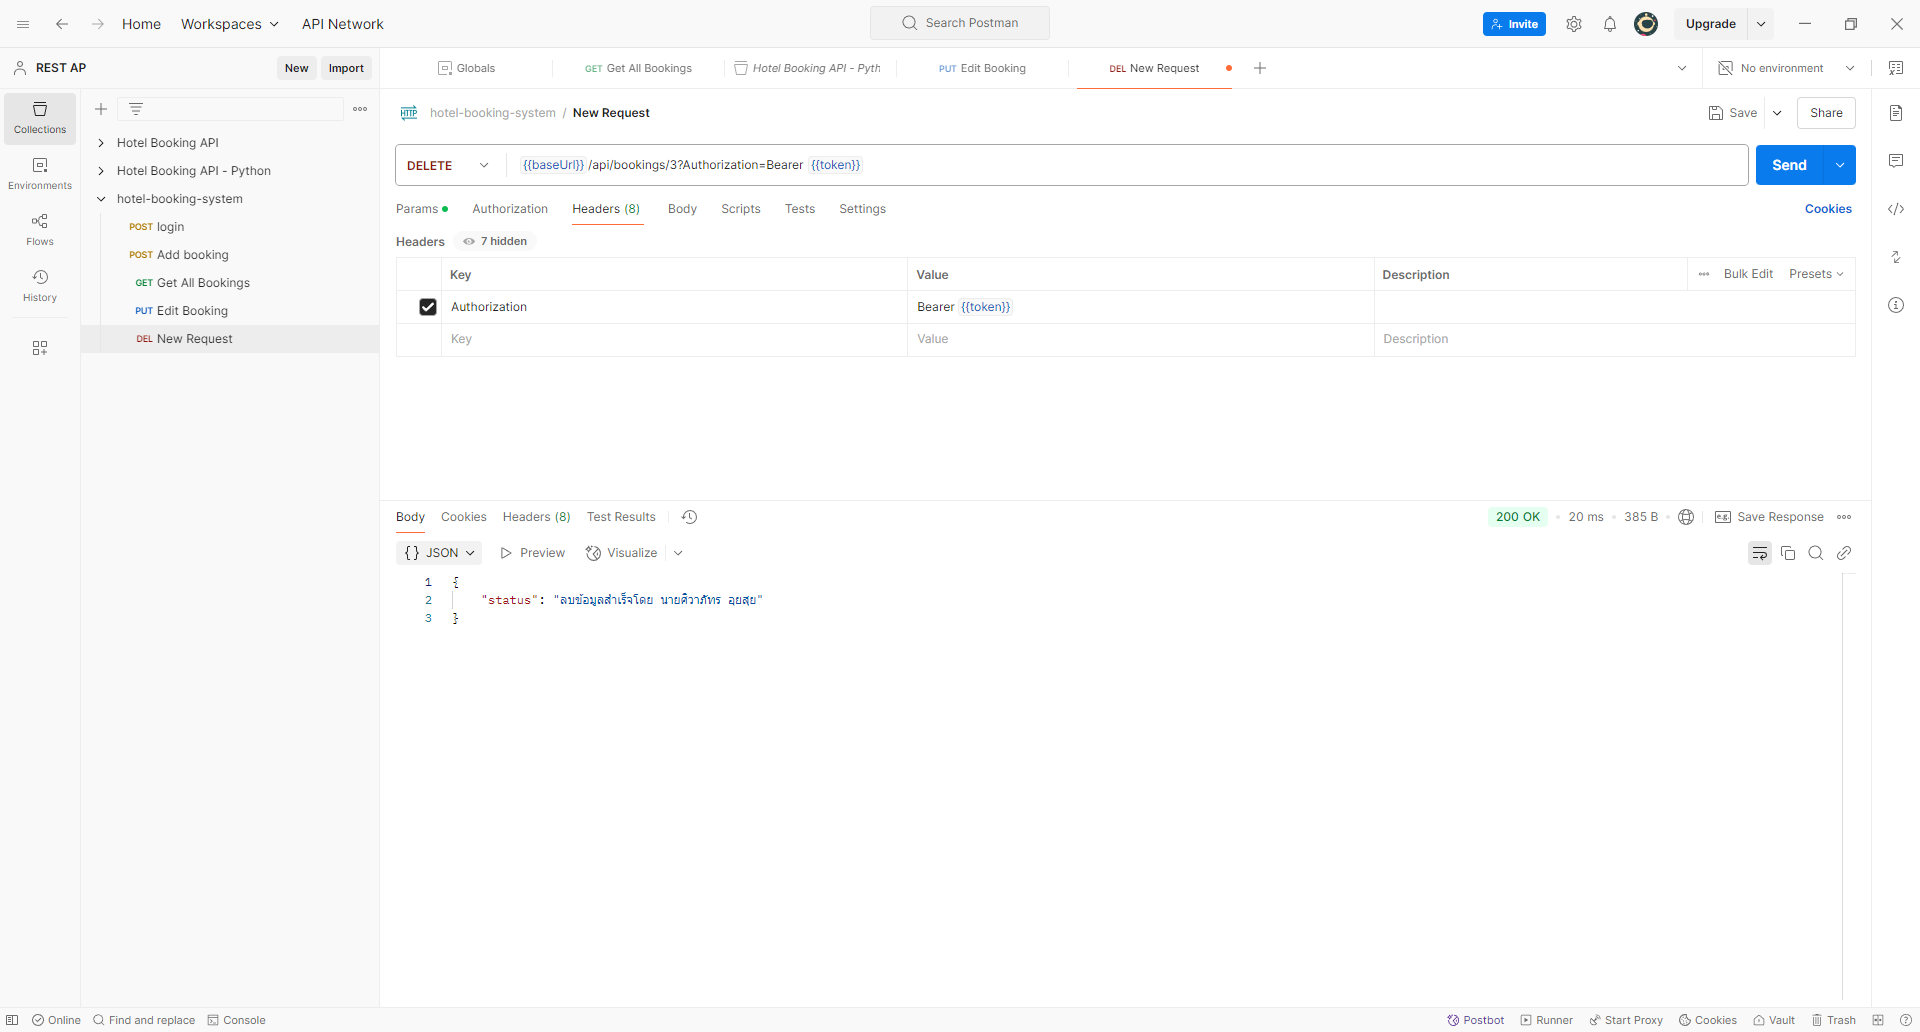 Home
Workspaces
API Network
Search Postman
Invite
Upgrade
REST AP
New
Import
Globals
GET Get All Bookings
Hotel Booking API - Pyth
PUT Edit Booking
DEL New Request
No environment
Collections
Environments
Flows
History
Hotel Booking API
Hotel Booking API - Python
hotel-booking-system
POST login
POST Add booking
GET Get All Bookings
PUT Edit Booking
DEL New Request
HTTP hotel-booking-system / New Request
Save
Share
DELETE
{{baseUrl}} /api/bookings/3?Authorization=Bearer {{token}}
Send
Params
Authorization
Headers (8)
Body
Scripts
Tests
Settings
Cookies
Headers
7 hidden
Key Value Description
Bulk Edit
Presets
Authorization Bearer {{token}}
Key Value Description
Body
Cookies
Headers (8)
Test Results
200 OK
20 ms
385 B
e.g. Save Response
{} JSON
Preview
Visualize
1 {
2 "status": "ลบข้อมูลสำเร็จโดย นายศิวาภัทร อุยสุย"
3 }
Online
Find and replace
Console
Postbot
Runner
Start Proxy
Cookies
Vault
Trash